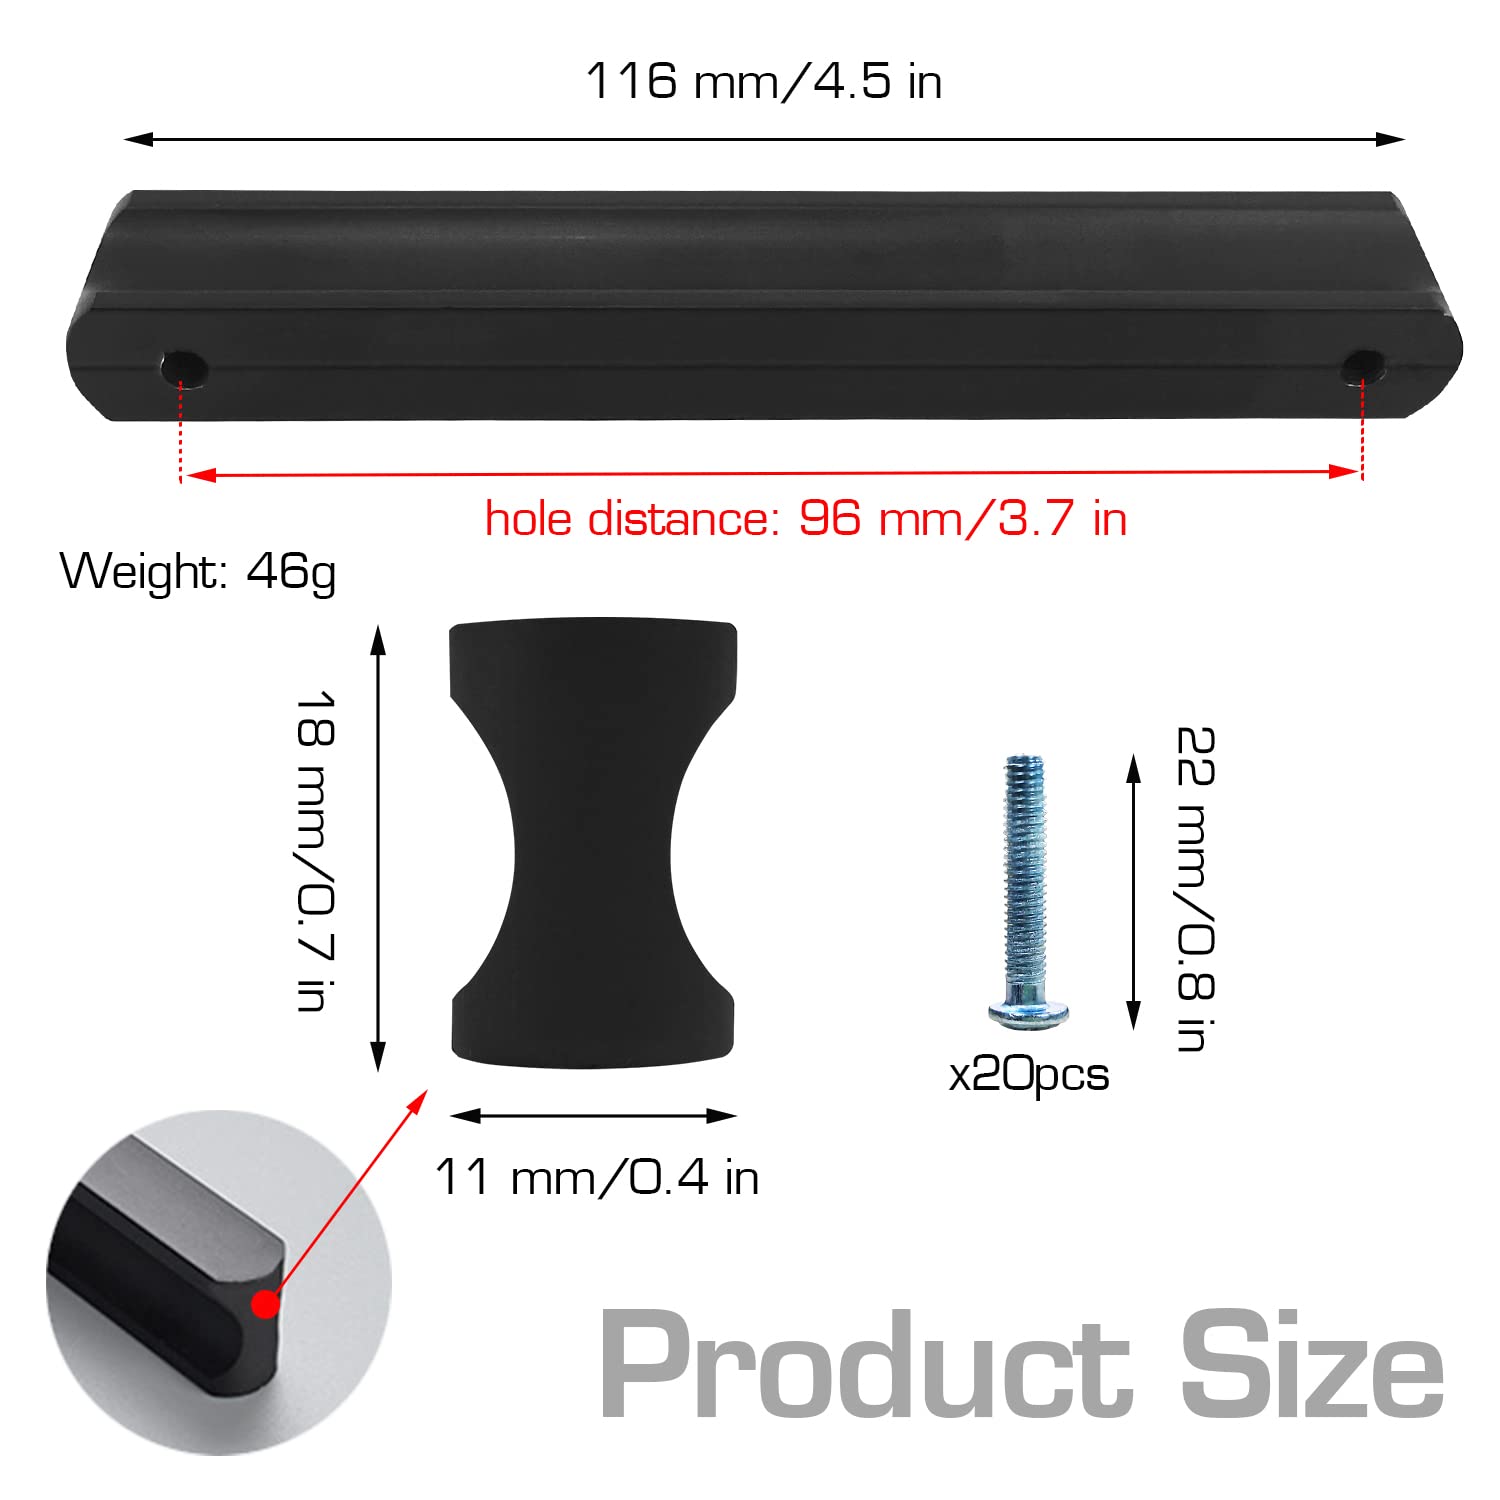 116 mm/4.5 in
hole distance: 96 mm/3.7 in
Weight: 46g
18 mm/0.7 in
22 mm/0.8 in
x20pcs
11 mm/0.4 in
Product Size